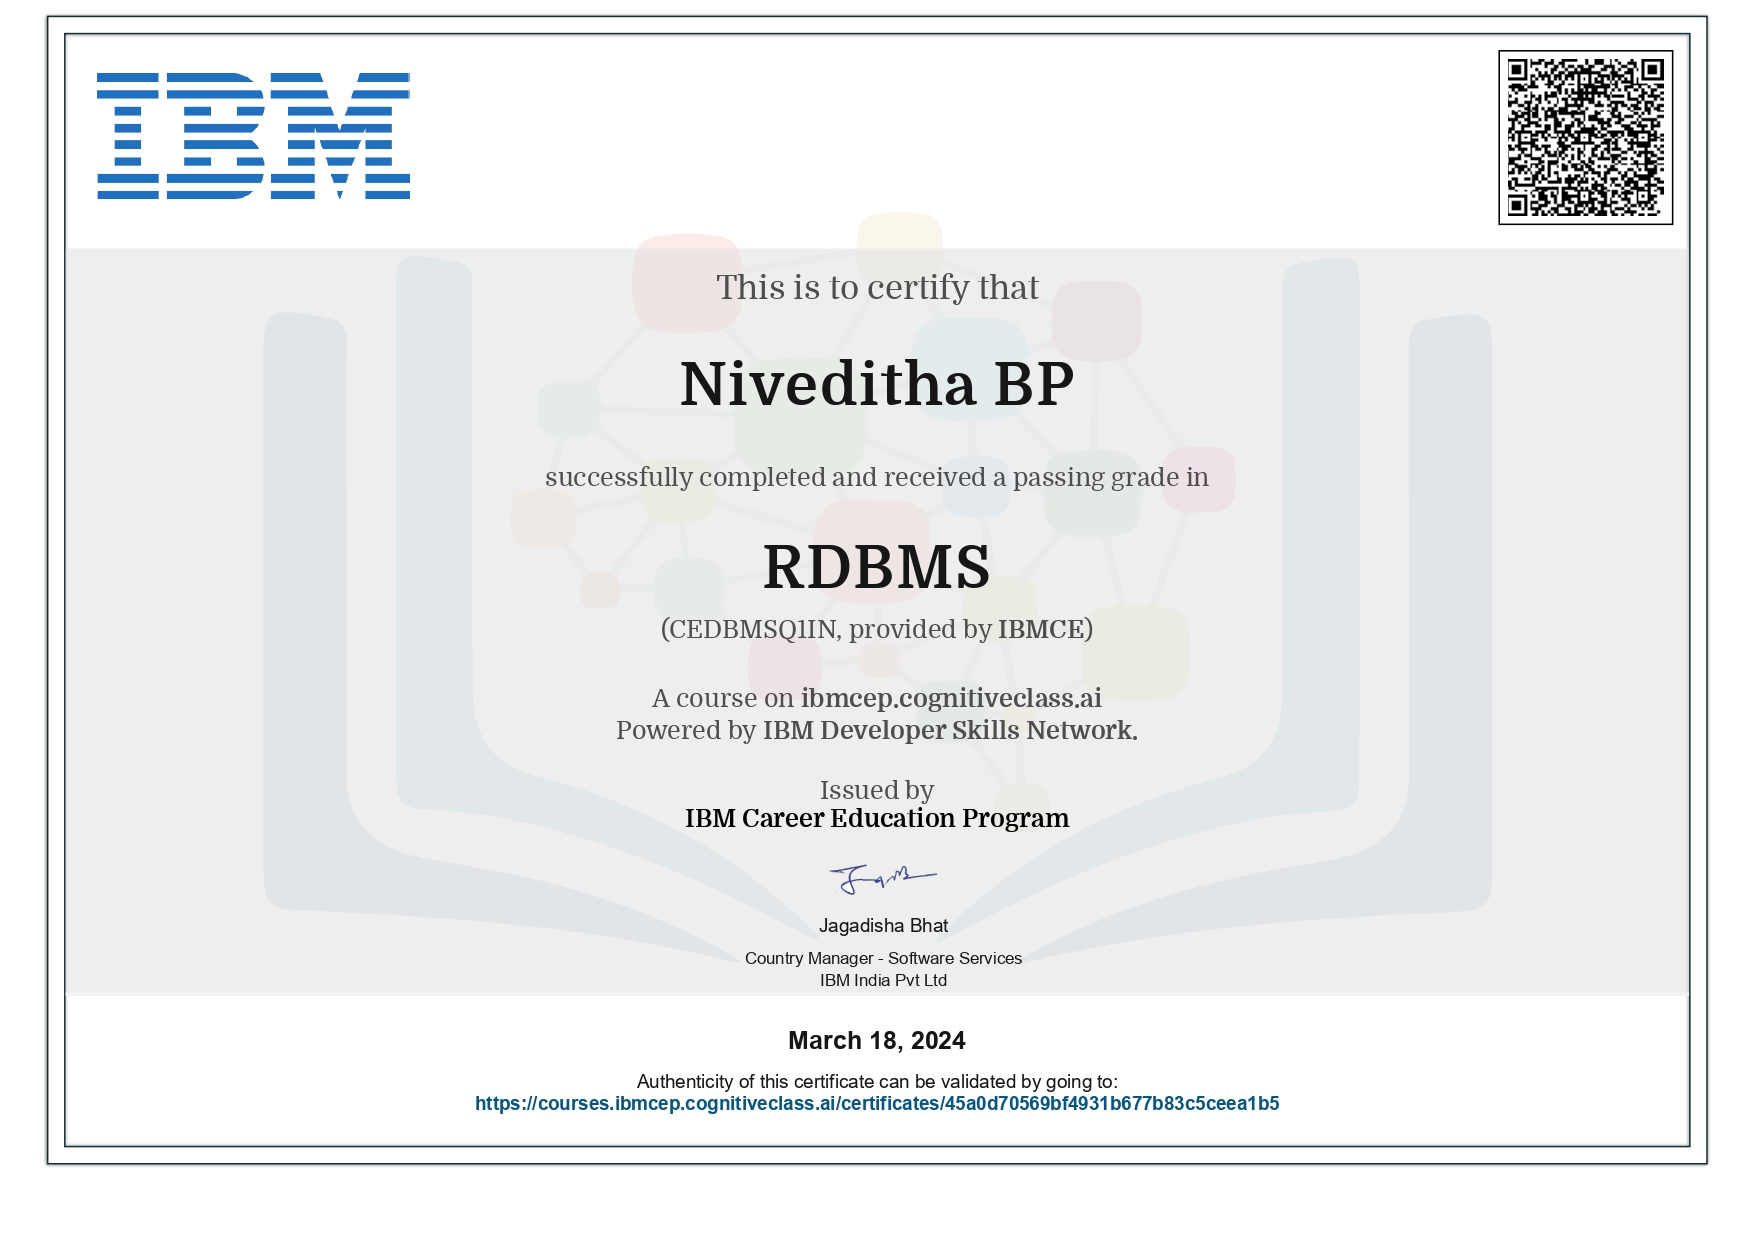 IBM
This is to certify that
Niveditha BP
successfully completed and received a passing grade in
RDBMS
(CEDBMSQ1IN, provided by IBMCE)
A course on ibmcep.cognitiveclass.ai
Powered by IBM Developer Skills Network.
Issued by
IBM Career Education Program
Jagadisha Bhat
Country Manager - Software Services
IBM India Pvt Ltd
March 18, 2024
Authenticity of this certificate can be validated by going to:
https://courses.ibmcep.cognitiveclass.ai/certificates/45a0d70569bf4931b677b83c5ceea1b5